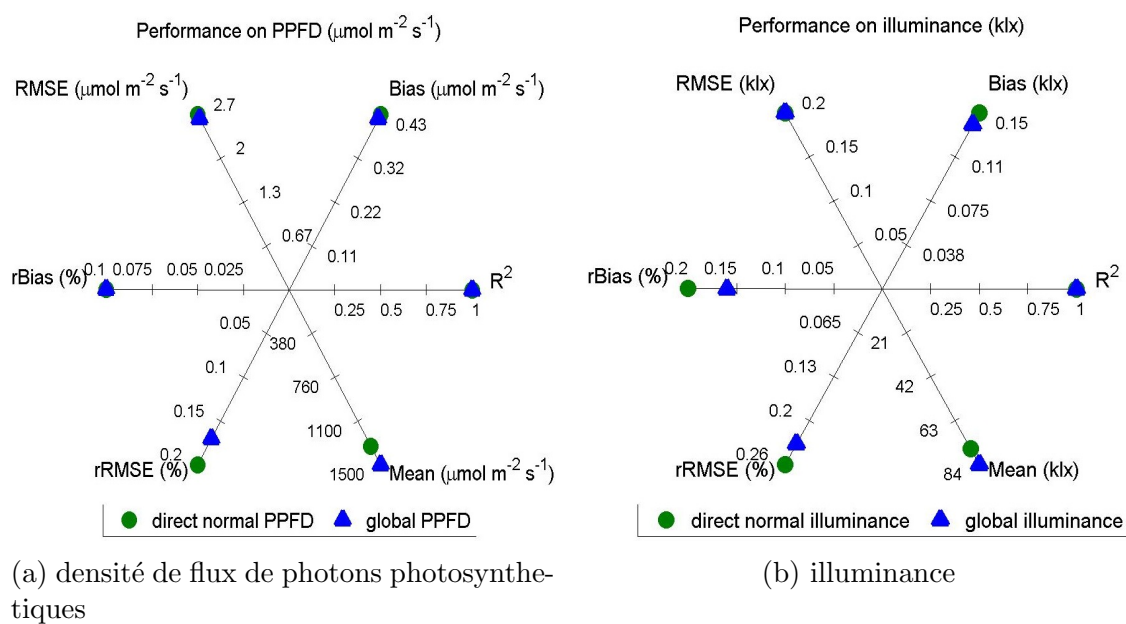 Performance on PPFD (μmol m⁻² s⁻¹)
RMSE (μmol m⁻² s⁻¹)
Bias (μmol m⁻² s⁻¹)
2.7
0.43
2
0.32
1.3
0.22
0.67
0.11
rBias (%)
0.1 0.075 0.05 0.025
R²
0.25 0.5 0.75 1
0.05
380
0.1
760
0.15
1100
0.2
1500
rRMSE (%)
Mean (μmol m⁻² s⁻¹)
direct normal PPFD global PPFD
(a) densité de flux de photons photosynthe-
tiques
Performance on illuminance (klx)
RMSE (klx)
Bias (klx)
0.2
0.15
0.15
0.11
0.1
0.075
0.05
0.038
rBias (%)
0.2 0.15 0.1 0.05
R²
0.25 0.5 0.75 1
0.065
21
0.13
42
0.2
63
0.26
84
rRMSE (%)
Mean (klx)
direct normal illuminance global illuminance
(b) illuminance